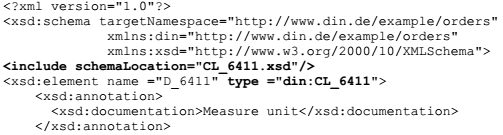 <?xml version="1.0"?>
<xsd:schema targetNamespace="http://www.din.de/example/orders"
            xmlns:din="http://www.din.de/example/orders"
            xmlns:xsd="http://www.w3.org/2000/10/XMLSchema">
<include schemaLocation="CL_6411.xsd"/>
<xsd:element name ="D_6411" type ="din:CL_6411">
    <xsd:annotation>
      <xsd:documentation>Measure unit</xsd:documentation>
    </xsd:annotation>